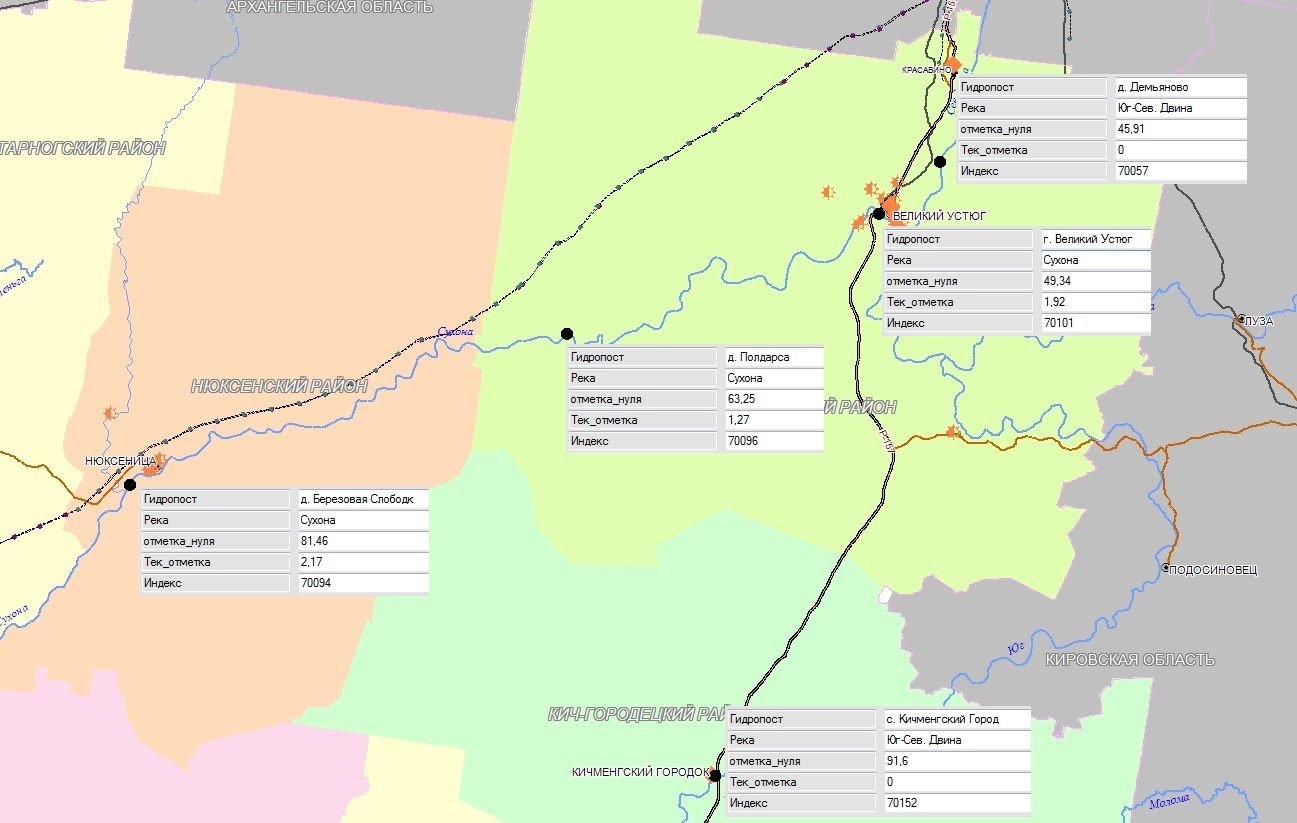 АРХАНГЕЛЬСКАЯ ОБЛАСТЬ
КРАСАВИНО
Гидропост д. Демьяново
Река Юг-Сев. Двина
отметка_нуля 45,91
Тек_отметка 0
Индекс 70057
ТАРНОГСКИЙ РАЙОН
ВЕЛИКИЙ УСТЮГ
Гидропост г. Великий Устюг
Река Сухона
отметка_нуля 49,34
Тек_отметка 1,92
Индекс 70101
ЛУЗА
Сухона
Гидропост д. Полдарса
Река Сухона
отметка_нуля 63,25
Тек_отметка 1,27
Индекс 70096
НЮКСЕНСКИЙ РАЙОН
Й РАЙОН
Р-157
НЮКСЕНИЦА
Гидропост д. Березовая Слободк
Река Сухона
отметка_нуля 81,46
Тек_отметка 2,17
Индекс 70094
Сухона
ПОДОСИНОВЕЦ
Юг
КИРОВСКАЯ ОБЛАСТЬ
КИЧ-ГОРОДЕЦКИЙ РАЙ
Гидропост с. Кичменгский Город
Река Юг-Сев. Двина
отметка_нуля 91,6
Тек_отметка 0
Индекс 70152
КИЧМЕНГСКИЙ ГОРОДОК
Молома